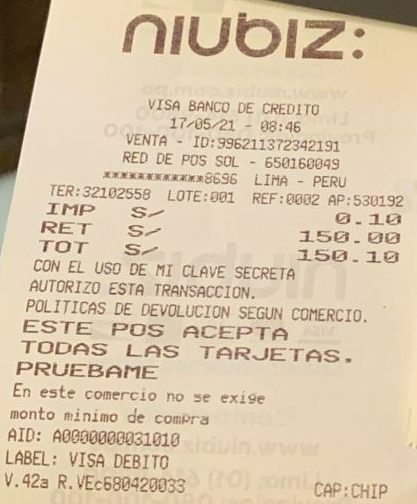 niubiz:
VISA BANCO DE CREDITO
17/05/21 - 08:46
VENTA - ID:996211372342191
RED DE POS SOL - 650160049
************8696 LIMA - PERU
TER:32102558 LOTE:001 REF:0002 AP:530192
IMP S/ 0.10
RET S/ 150.00
TOT S/ 150.10
CON EL USO DE MI CLAVE SECRETA
AUTORIZO ESTA TRANSACCION.
POLITICAS DE DEVOLUCION SEGUN COMERCIO.
ESTE POS ACEPTA
TODAS LAS TARJETAS.
PRUEBAME
En este comercio no se exige
monto minimo de compra
AID: A0000000031010
LABEL: VISA DEBITO
V.42a R.VEc680420033 CAP:CHIP